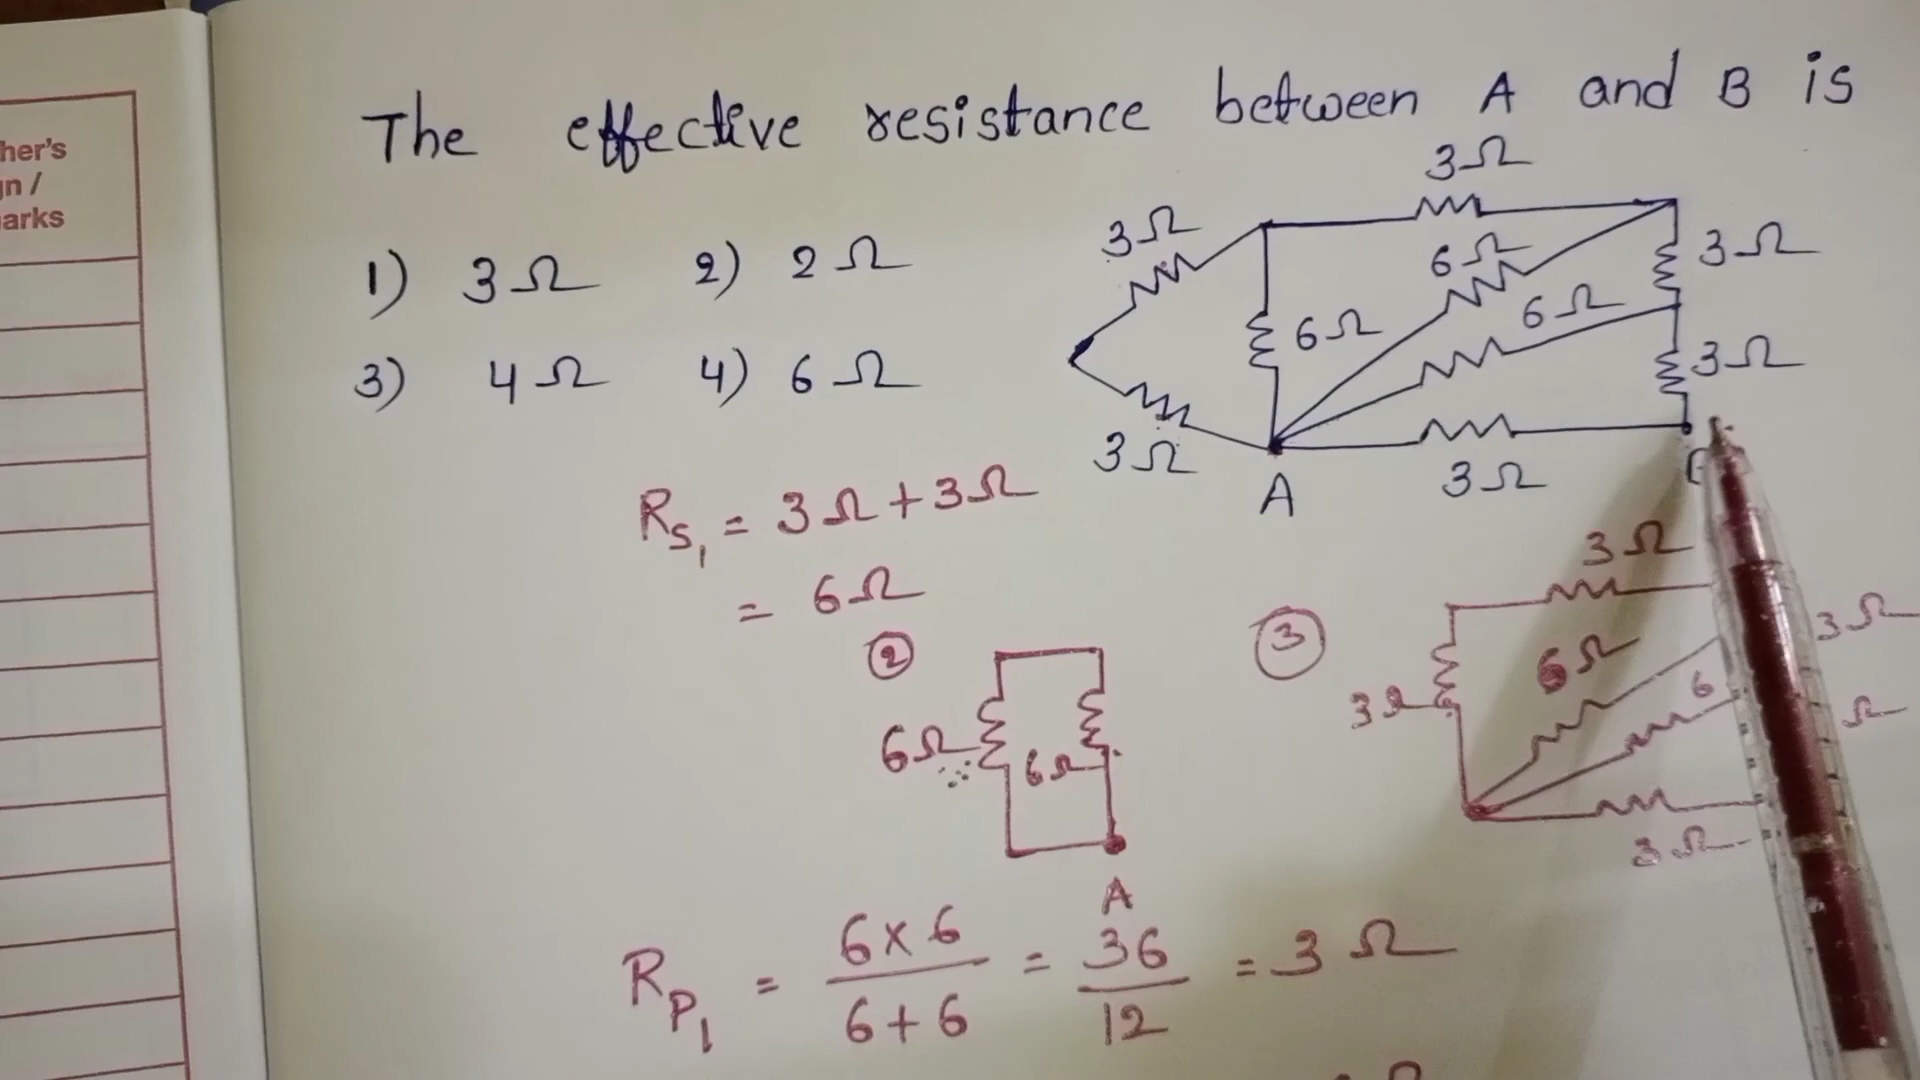 her's
gn /
arks
The effective resistance between A and B is
1) 3Ω 2) 2Ω
3) 4Ω 4) 6Ω
3Ω
3Ω
6Ω
3Ω
6Ω
6Ω
3Ω
3Ω
3Ω
A
3Ω
R_S₁ = 3Ω + 3Ω
= 6Ω
②
6Ω
6Ω
A
③
3Ω
3Ω
6Ω
3Ω
6
Ω
3Ω
R_P₁ = 6×6/6+6 = 36/12 = 3Ω